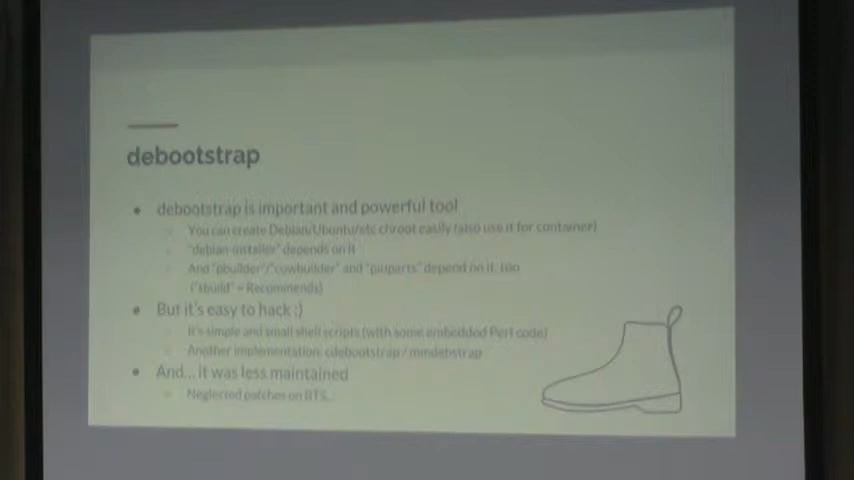 debootstrap
● debootstrap is important and powerful tool
○ You can create Debian/Ubuntu/etc chroot easily (also use it for container)
○ "debian-installer" depends on it
○ And "pbuilder"/"cowbuilder" and "piuparts" depend on it, too
("sbuild" = Recommends)
● But it's easy to hack :)
○ It's simple and small shell scripts (with some embedded Perl code)
○ Another implementation: cdebootstrap / mmdebstrap
● And... it was less maintained
○ Neglected patches on BTS...